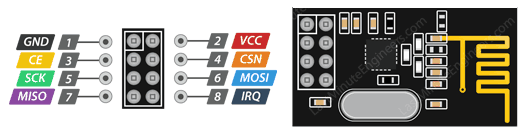 GND 1 2 VCC
CE 3 4 CSN
SCK 5 6 MOSI
MISO 7 8 IRQ